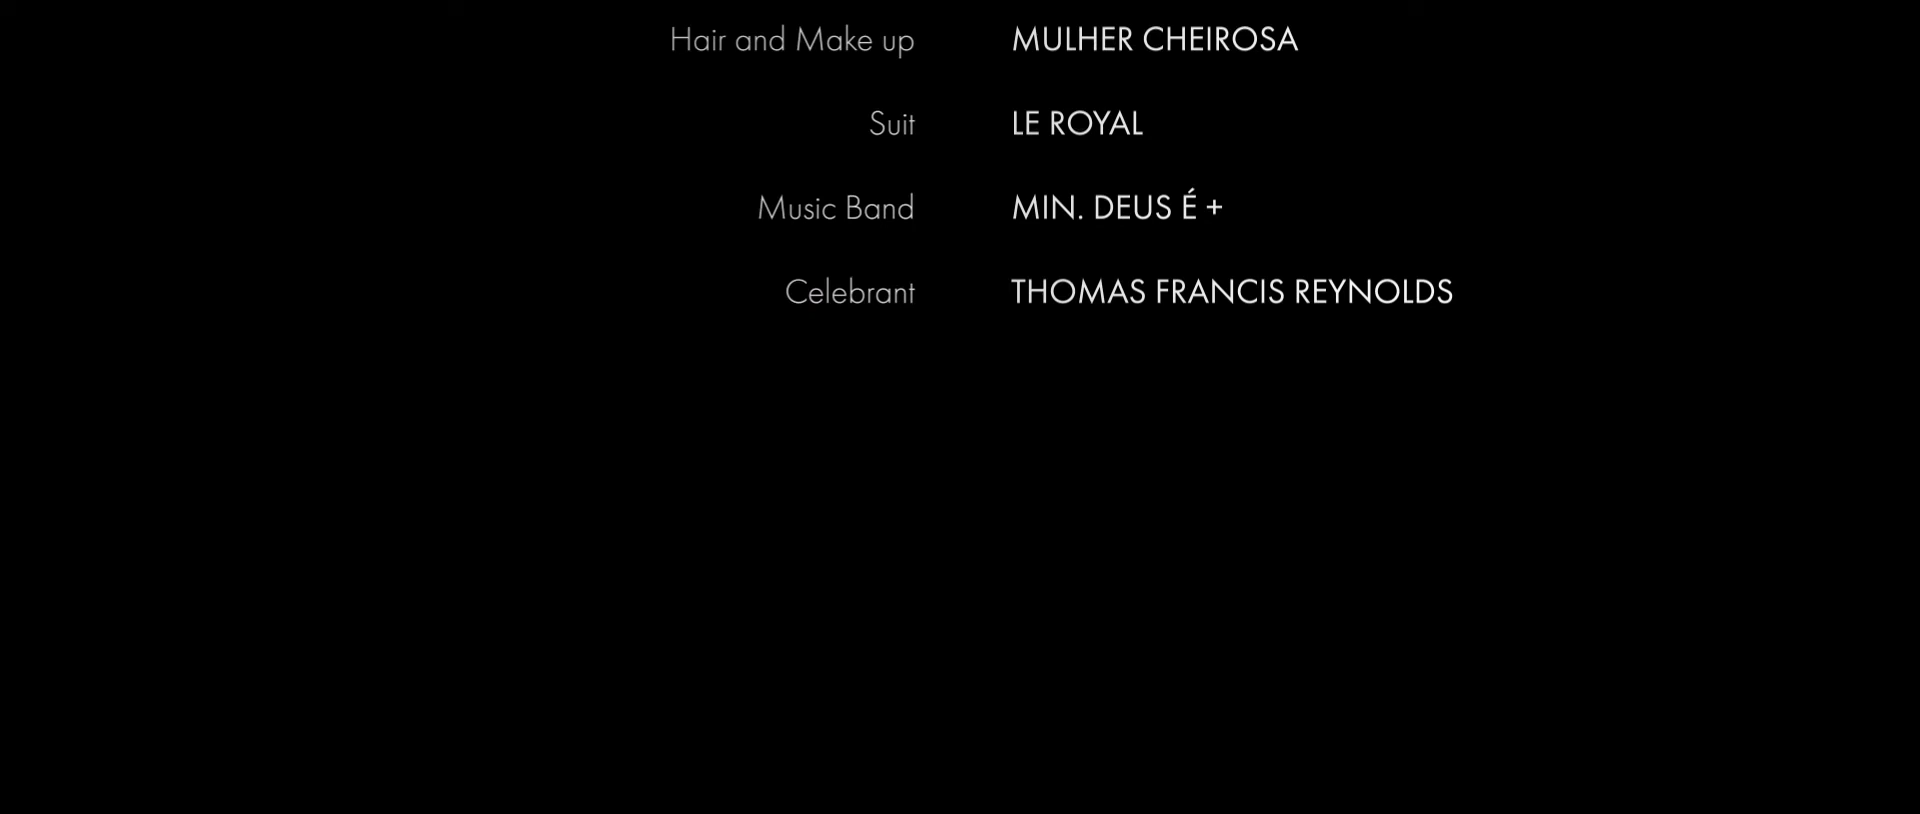 Hair and Make up MULHER CHEIROSA
Suit LE ROYAL
Music Band MIN. DEUS É +
Celebrant THOMAS FRANCIS REYNOLDS